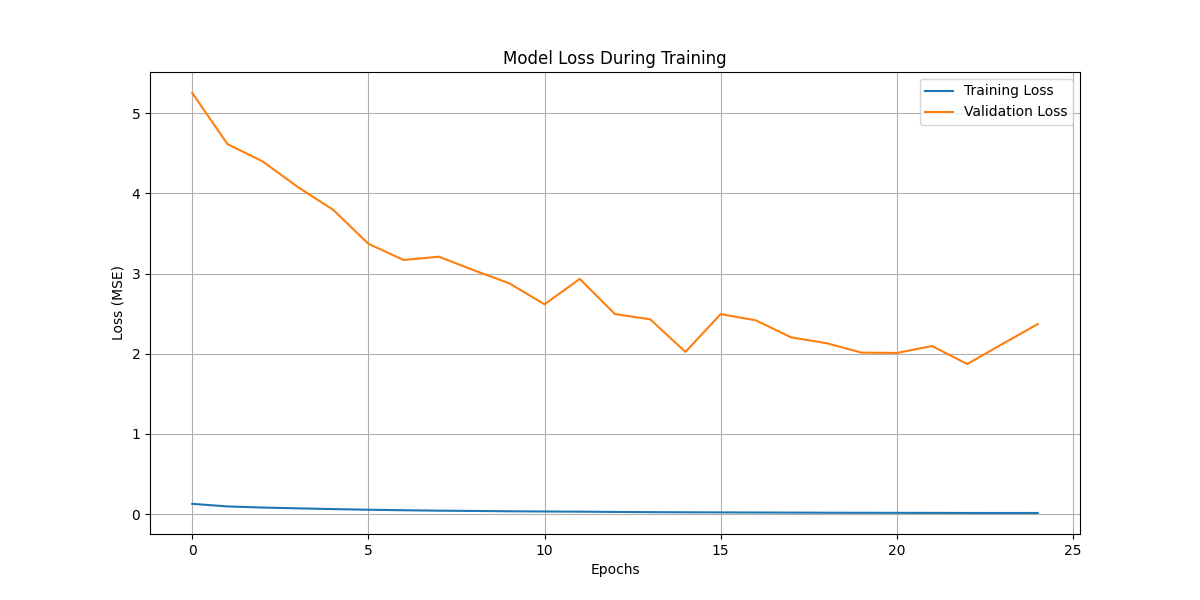 Model Loss During Training
Training Loss
Validation Loss
Loss (MSE)
5
4
3
2
1
0
0 5 10 15 20 25
Epochs